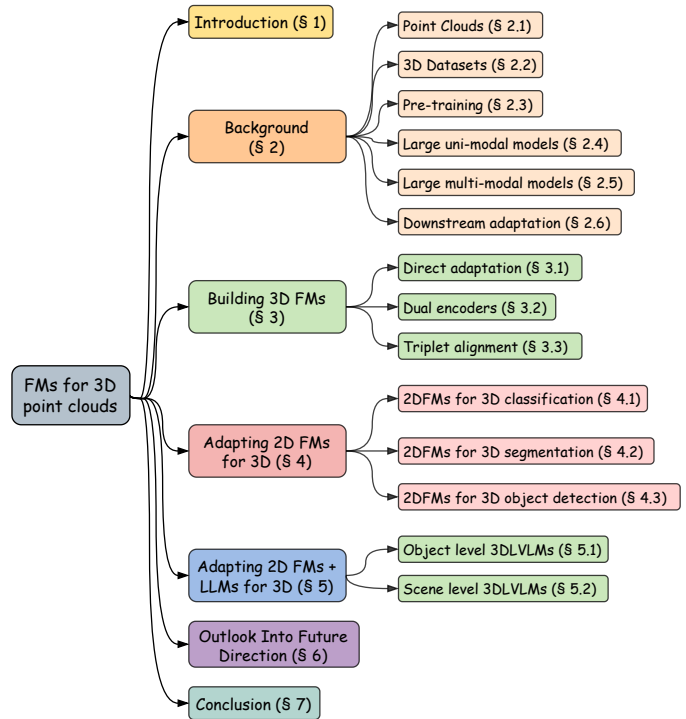 Introduction (§ 1)
Point Clouds (§ 2.1)
3D Datasets (§ 2.2)
Pre-training (§ 2.3)
Background
(§ 2)
Large uni-modal models (§ 2.4)
Large multi-modal models (§ 2.5)
Downstream adaptation (§ 2.6)
Direct adaptation (§ 3.1)
Building 3D FMs
(§ 3)
Dual encoders (§ 3.2)
Triplet alignment (§ 3.3)
FMs for 3D
point clouds
2DFMs for 3D classification (§ 4.1)
Adapting 2D FMs
for 3D (§ 4)
2DFMs for 3D segmentation (§ 4.2)
2DFMs for 3D object detection (§ 4.3)
Object level 3DLVLMs (§ 5.1)
Adapting 2D FMs +
LLMs for 3D (§ 5)
Scene level 3DLVLMs (§ 5.2)
Outlook Into Future
Direction (§ 6)
Conclusion (§ 7)